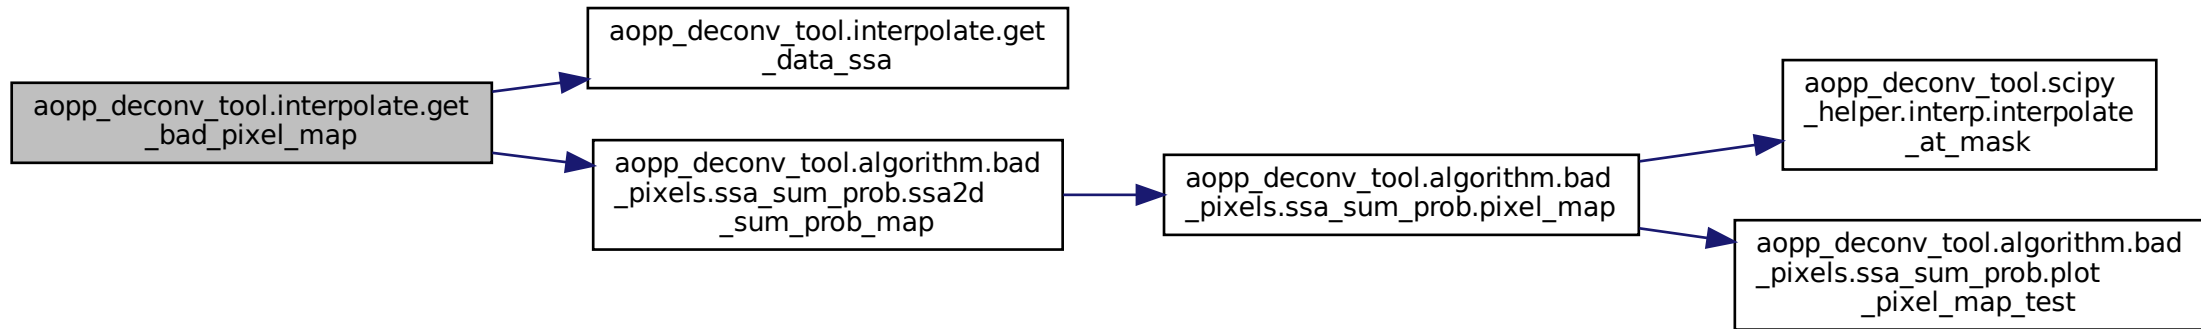 aopp_deconv_tool.interpolate.get
_bad_pixel_map
aopp_deconv_tool.interpolate.get
_data_ssa
aopp_deconv_tool.algorithm.bad
_pixels.ssa_sum_prob.ssa2d
_sum_prob_map
aopp_deconv_tool.algorithm.bad
_pixels.ssa_sum_prob.pixel_map
aopp_deconv_tool.scipy
_helper.interp.interpolate
_at_mask
aopp_deconv_tool.algorithm.bad
_pixels.ssa_sum_prob.plot
_pixel_map_test